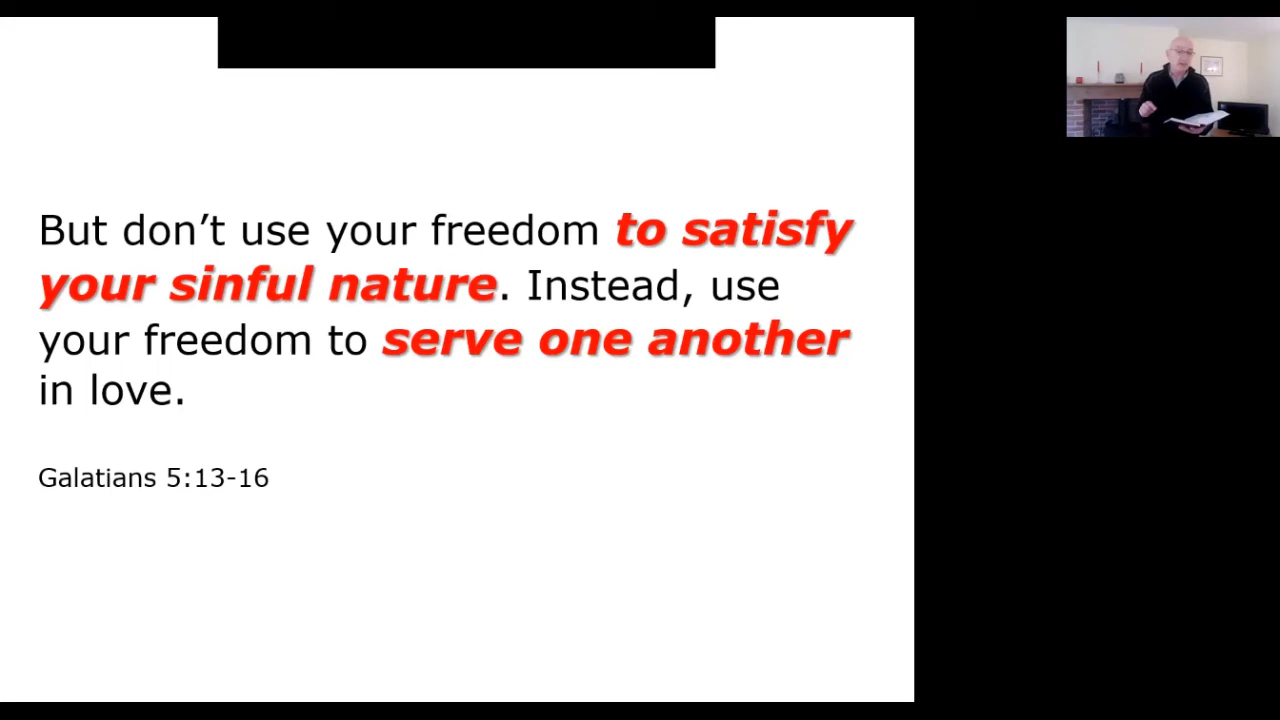 But don’t use your freedom to satisfy
your sinful nature. Instead, use
your freedom to serve one another
in love.
Galatians 5:13-16